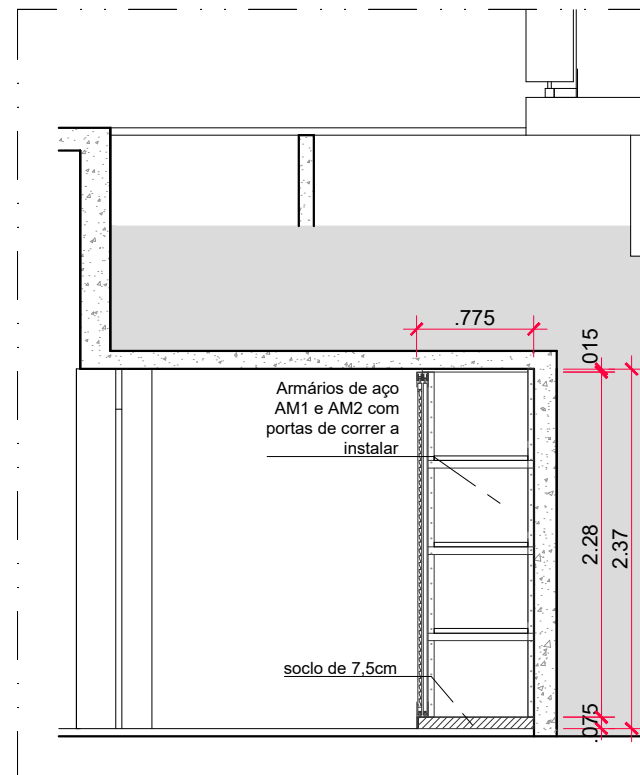 .775
.015
Armários de aço
AM1 e AM2 com
portas de correr a
instalar
2.28
2.37
soclo de 7,5cm
.075